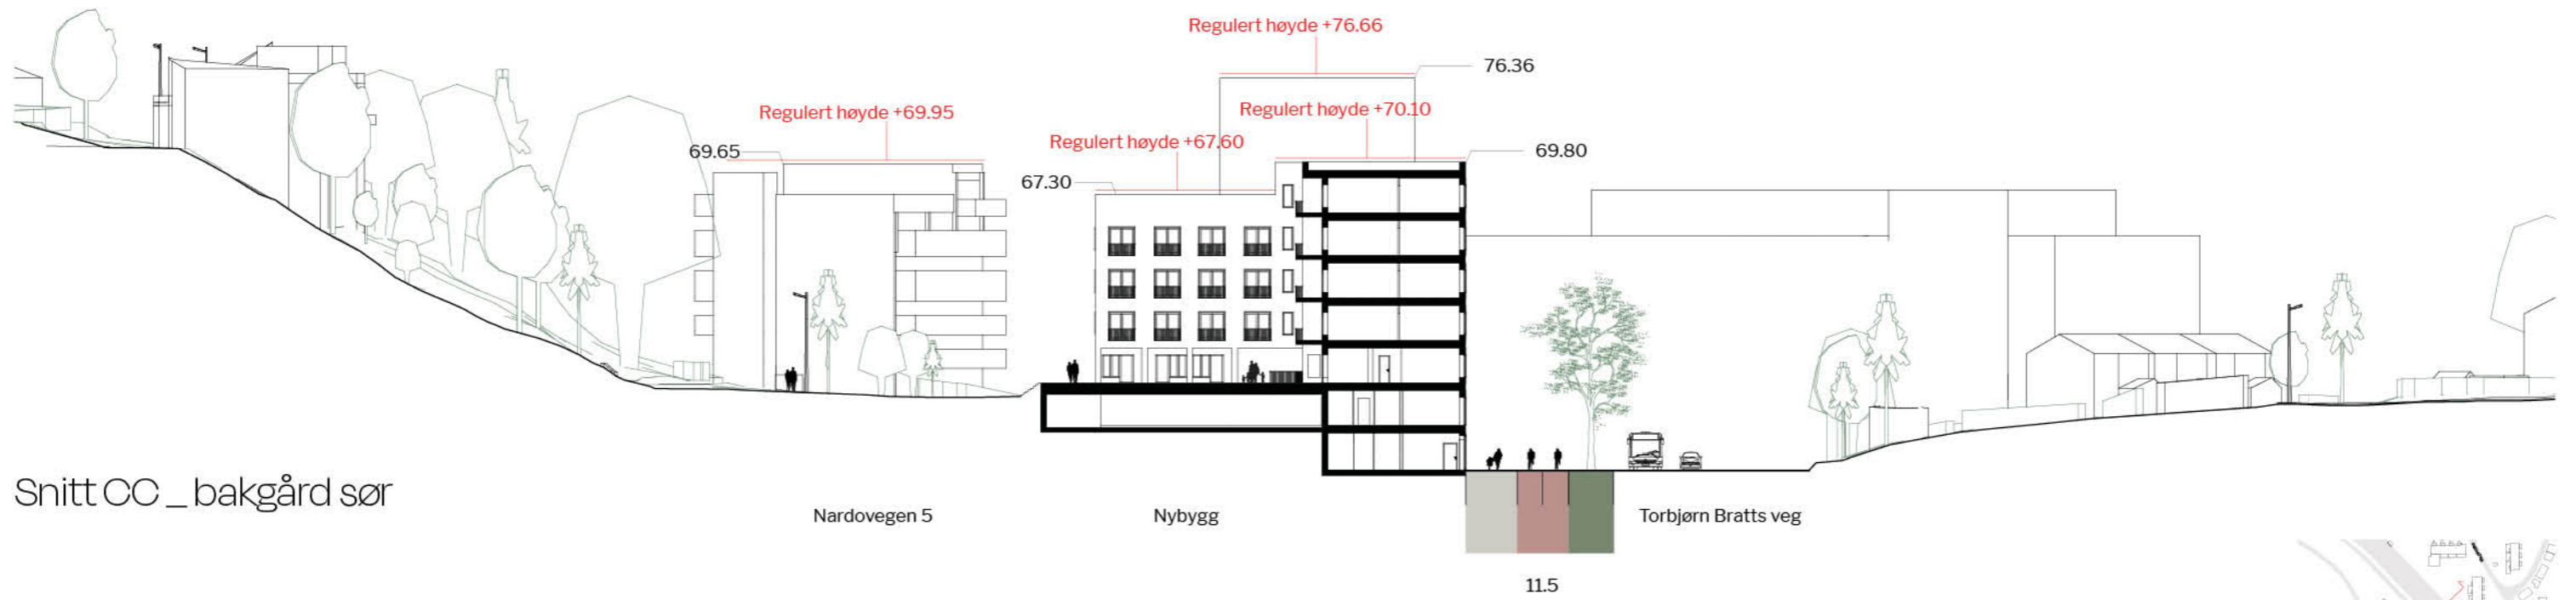 Regulert høyde +76.66
76.36
Regulert høyde +69.95
Regulert høyde +70.10
Regulert høyde +67.60
69.65
69.80
67.30
Snitt CC _ bakgård sør
Nardovegen 5
Nybygg
Torbjørn Bratts veg
11.5